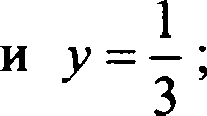 и y = 1/3 ;